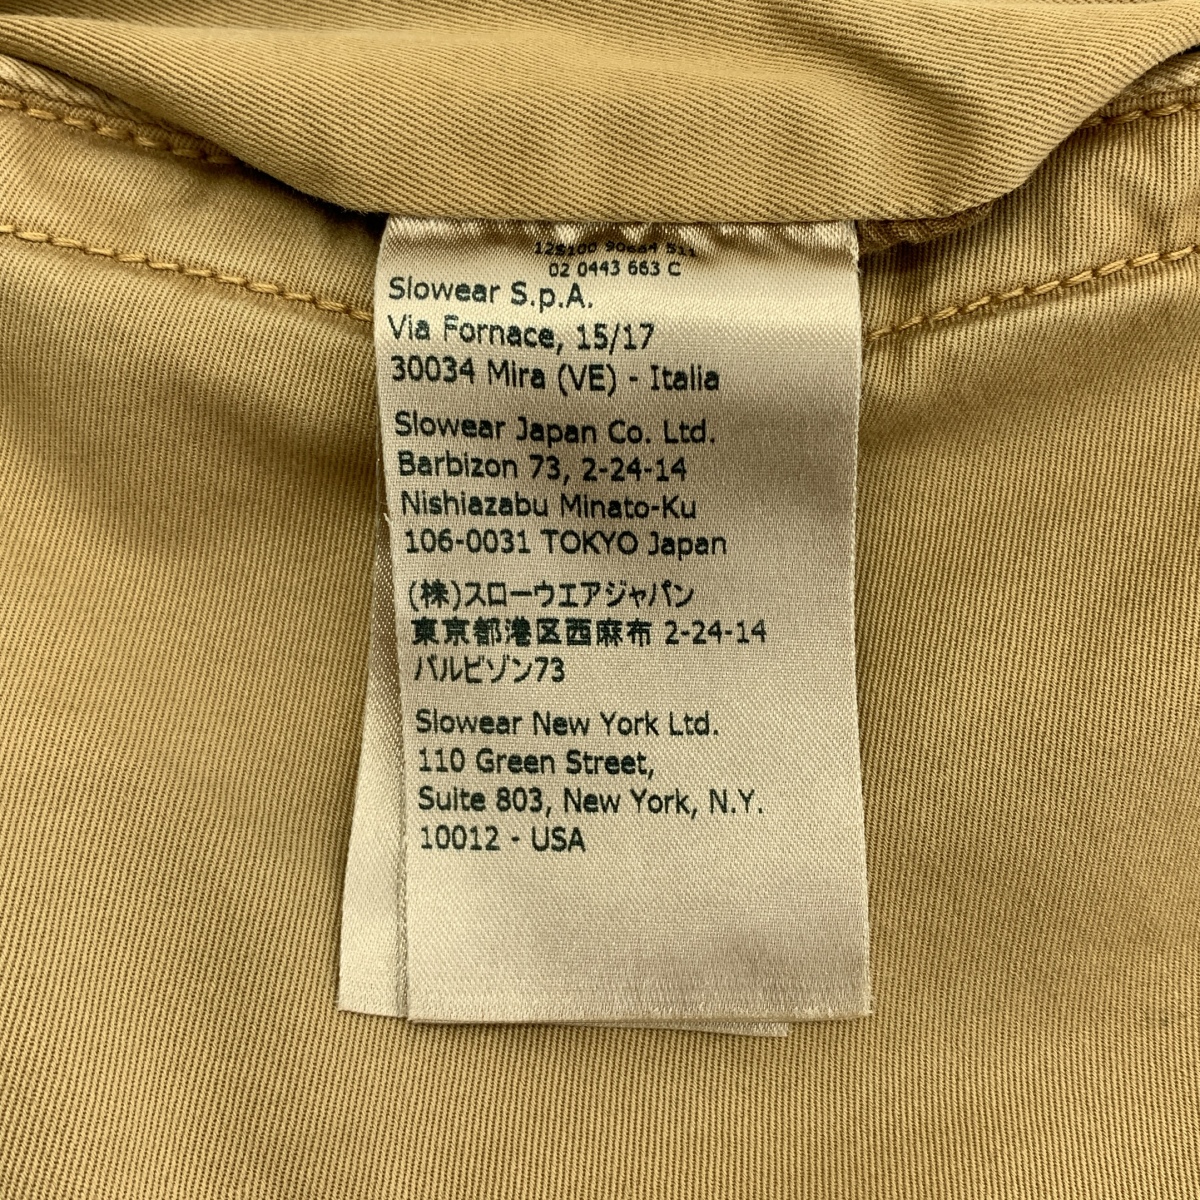 02 0443 663 C
Slowear S.p.A.
Via Fornace, 15/17
30034 Mira (VE) - Italia
Slowear Japan Co. Ltd.
Barbizon 73, 2-24-14
Nishiazabu Minato-Ku
106-0031 TOKYO Japan
(株)スローウエアジャパン
東京都港区西麻布 2-24-14
バルビゾン73
Slowear New York Ltd.
110 Green Street,
Suite 803, New York, N.Y.
10012 - USA